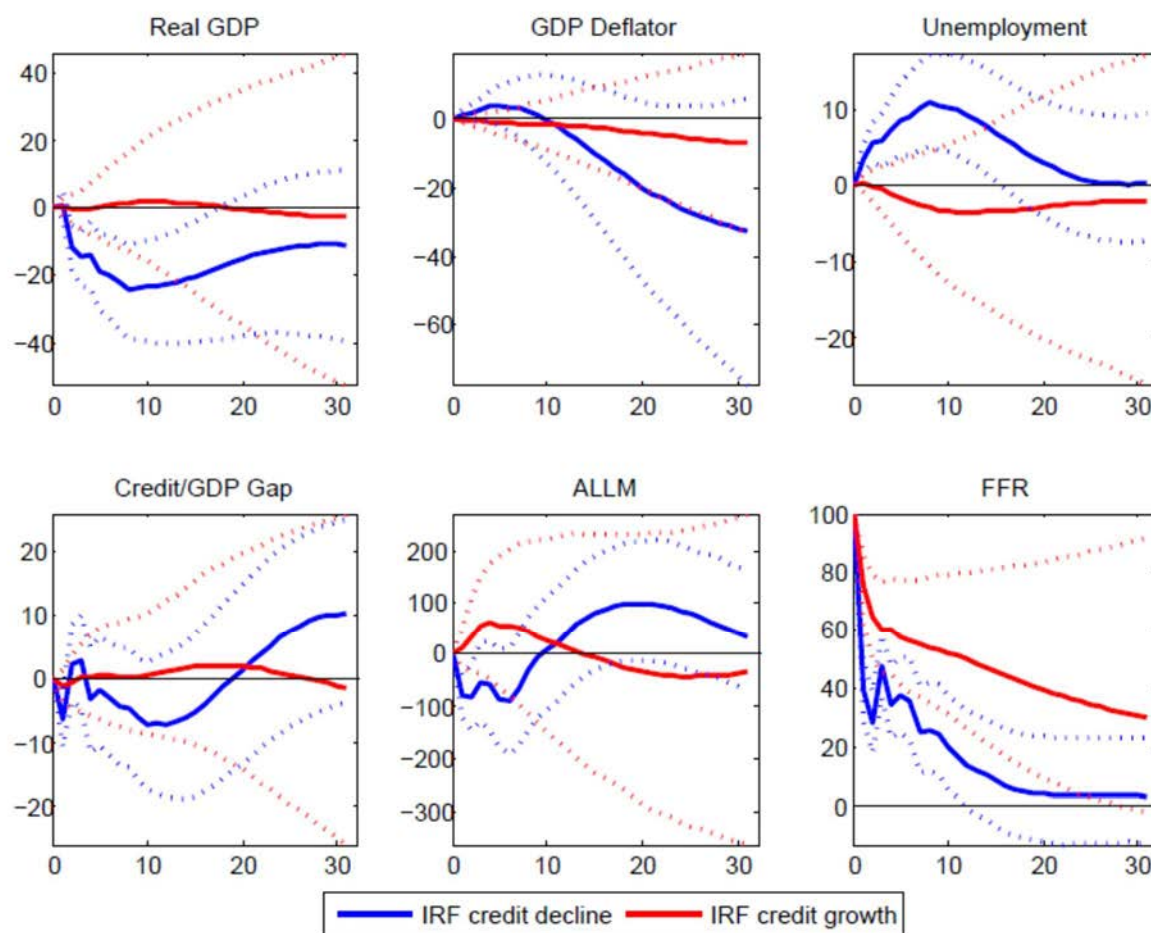 Real GDP
40
20
0
−20
−40
0 10 20 30
GDP Deflator
0
−20
−40
−60
0 10 20 30
Unemployment
10
0
−10
−20
0 10 20 30
Credit/GDP Gap
20
10
0
−10
−20
0 10 20 30
ALLM
200
100
0
−100
−200
−300
0 10 20 30
FFR
100
80
60
40
20
0
0 10 20 30
IRF credit decline IRF credit growth